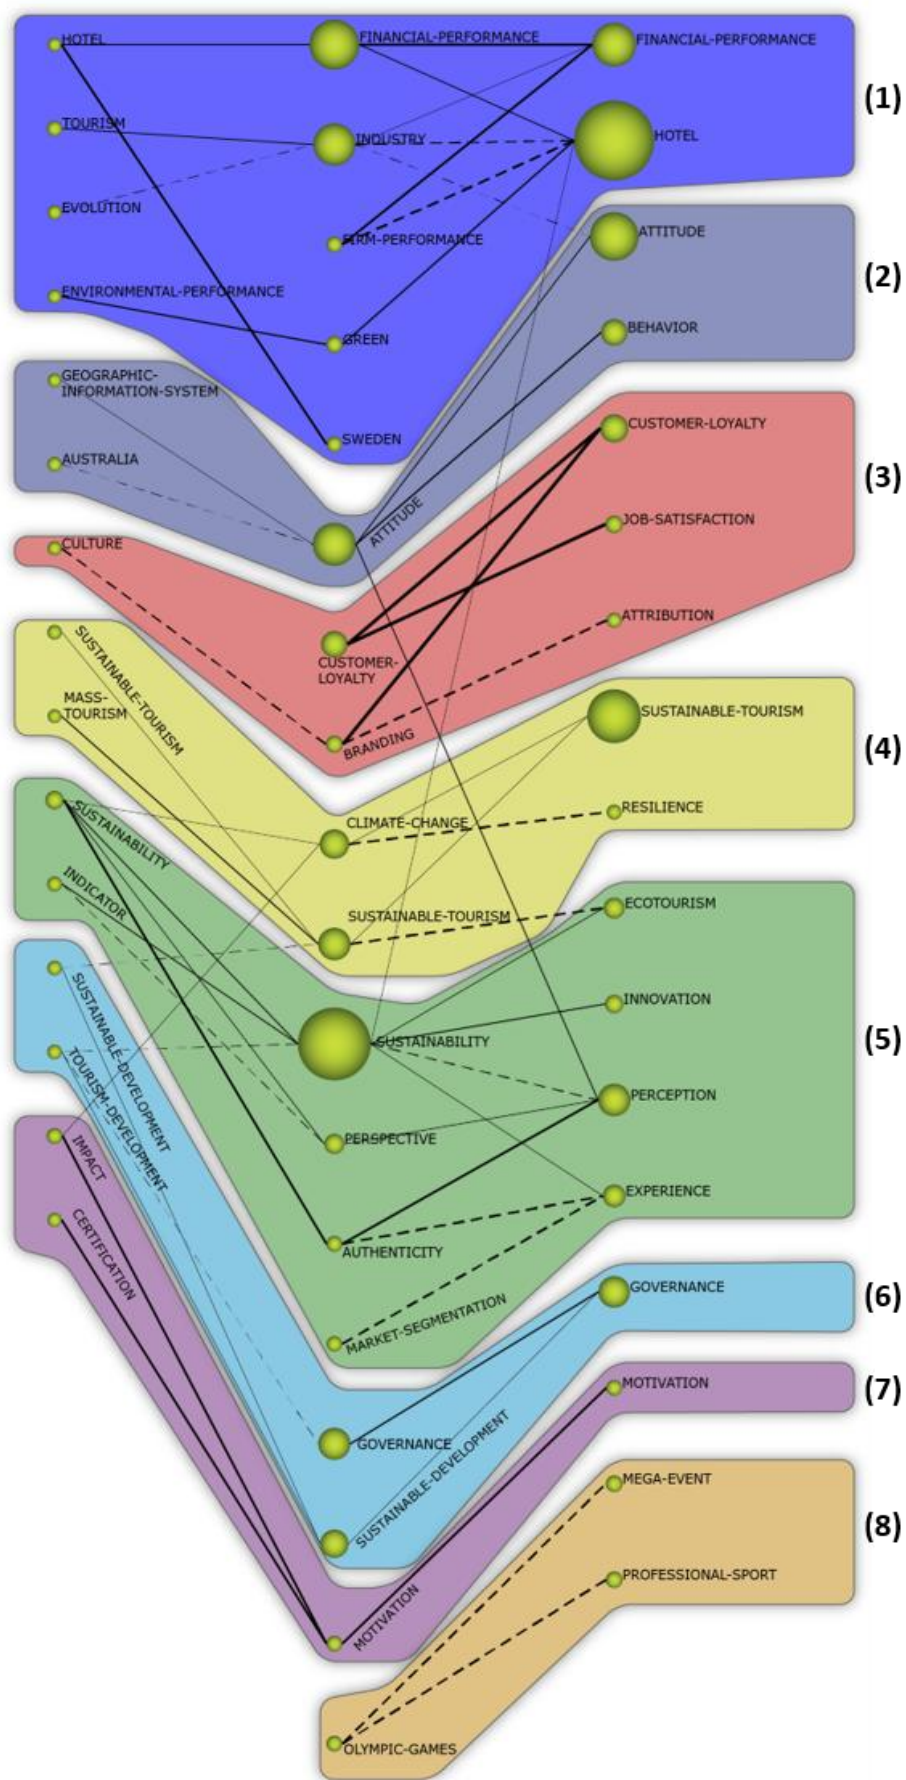 HOTEL
FINANCIAL-PERFORMANCE
FINANCIAL-PERFORMANCE
(1)
TOURISM
INDUSTRY
HOTEL
EVOLUTION
FIRM-PERFORMANCE
ATTITUDE
(2)
ENVIRONMENTAL-PERFORMANCE
GREEN
BEHAVIOR
GEOGRAPHIC-
INFORMATION-SYSTEM
SWEDEN
CUSTOMER-LOYALTY
(3)
AUSTRALIA
ATTITUDE
JOB-SATISFACTION
CULTURE
CUSTOMER-
LOYALTY
ATTRIBUTION
SUSTAINABLE-TOURISM
MASS-
TOURISM
BRANDING
SUSTAINABLE-TOURISM
(4)
SUSTAINABILITY
CLIMATE-CHANGE
RESILIENCE
INDICATOR
SUSTAINABLE-TOURISM
ECOTOURISM
SUSTAINABLE-DEVELOPMENT
SUSTAINABILITY
INNOVATION
(5)
TOURISM-DEVELOPMENT
PERSPECTIVE
PERCEPTION
IMPACT
AUTHENTICITY
EXPERIENCE
CERTIFICATION
MARKET-SEGMENTATION
GOVERNANCE
(6)
GOVERNANCE
MOTIVATION
(7)
SUSTAINABLE-DEVELOPMENT
MEGA-EVENT
(8)
MOTIVATION
PROFESSIONAL-SPORT
OLYMPIC-GAMES